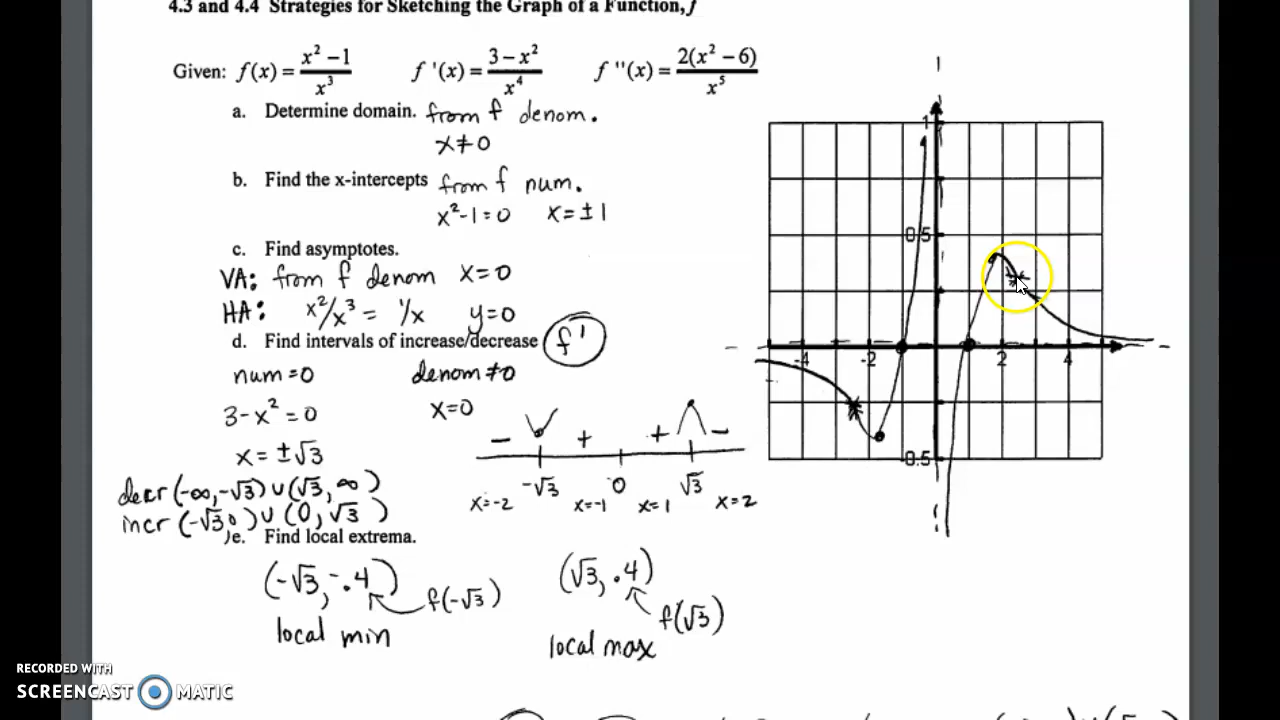 4.3 and 4.4 Strategies for Sketching the Graph of a Function, f
Given: f(x) = (x² − 1)/x³ f '(x) = (3 − x²)/x⁴ f ''(x) = 2(x² − 6)/x⁵
a. Determine domain. from f denom.
x ≠ 0
b. Find the x-intercepts from f num.
x²-1=0 x = ±1
c. Find asymptotes.
VA: from f denom x=0
HA: x²/x³ = 1/x y=0
d. Find intervals of increase/decrease f'
num=0 denom≠0
3-x²=0 x=0
x = ±√3
− + + −
-√3 0 √3
x=-2 x=-1 x=1 x=2
decr (-∞,-√3)∪(√3, ∞)
incr (-√3,0)∪(0,√3)
e. Find local extrema.
(-√3, -.4) f(-√3)
local min
(√3, .4) f(√3)
local max
1
0.5
-4 -2 2 4
-0.5
RECORDED WITH
SCREENCAST MATIC